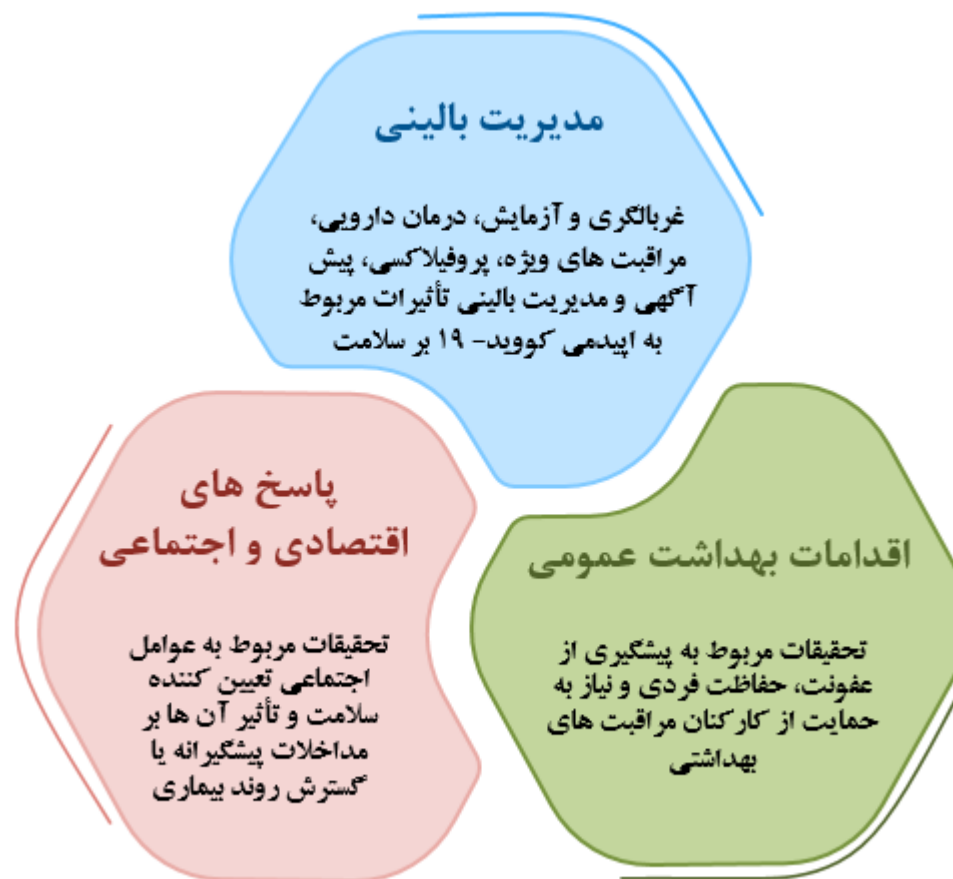 مدیریت بالینی
غربالگری و آزمایش، درمان دارویی،
مراقبت های ویژه، پروفیلاکسی، پیش
آگهی و مدیریت بالینی تأثیرات مربوط
به اپیدمی کووید- ۱۹ بر سلامت
اقدامات بهداشت عمومی
تحقیقات مربوط به پیشگیری از
عفونت، حفاظت فردی و نیاز به
حمایت از کارکنان مراقبت های
بهداشتی
پاسخ های
اقتصادی و اجتماعی
تحقیقات مربوط به عوامل
اجتماعی تعیین کننده
سلامت و تأثیر آن ها بر
مداخلات پیشگیرانه یا
گسترش روند بیماری